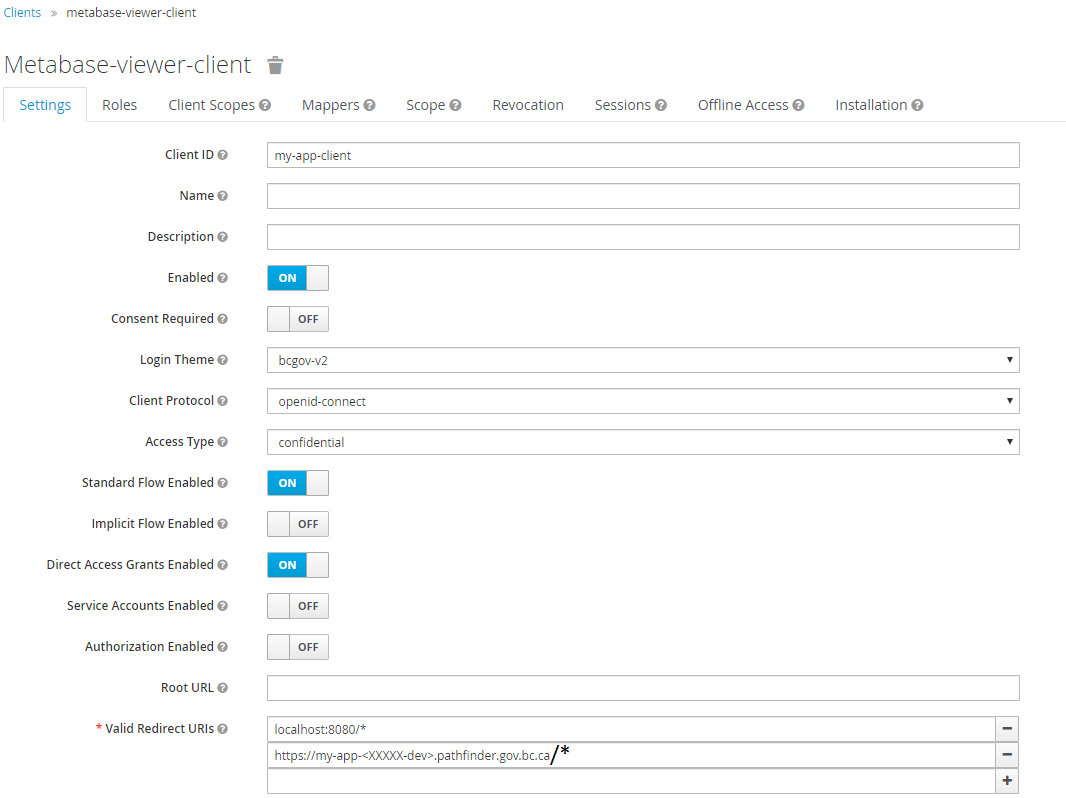 Clients » metabase-viewer-client
Metabase-viewer-client
Settings Roles Client Scopes Mappers Scope Revocation Sessions Offline Access Installation
Client ID my-app-client
Name
Description
Enabled ON
Consent Required OFF
Login Theme bcgov-v2
Client Protocol openid-connect
Access Type confidential
Standard Flow Enabled ON
Implicit Flow Enabled OFF
Direct Access Grants Enabled ON
Service Accounts Enabled OFF
Authorization Enabled OFF
Root URL
* Valid Redirect URIs localhost:8080/*
https://my-app-<XXXXX-dev>.pathfinder.gov.bc.ca/*